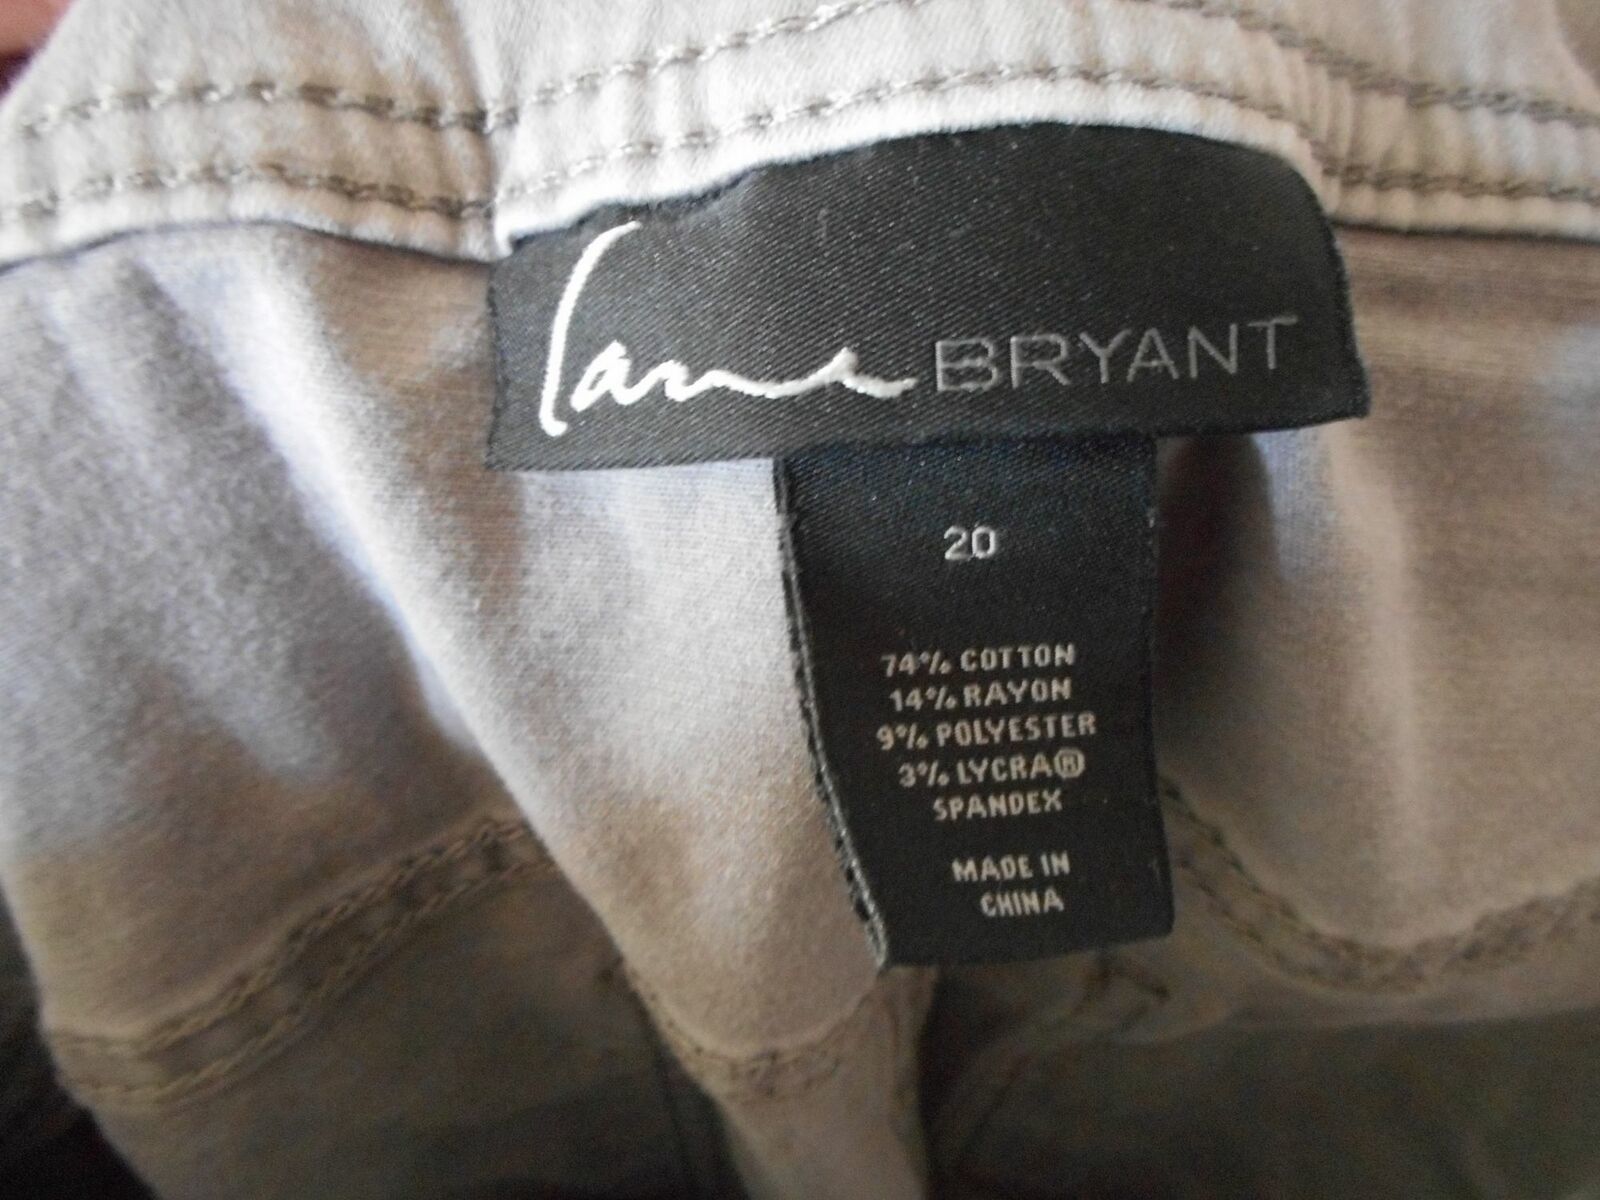 Lane BRYANT
20
74% COTTON
14% RAYON
9% POLYESTER
3% LYCRA®
SPANDEX
MADE IN
CHINA